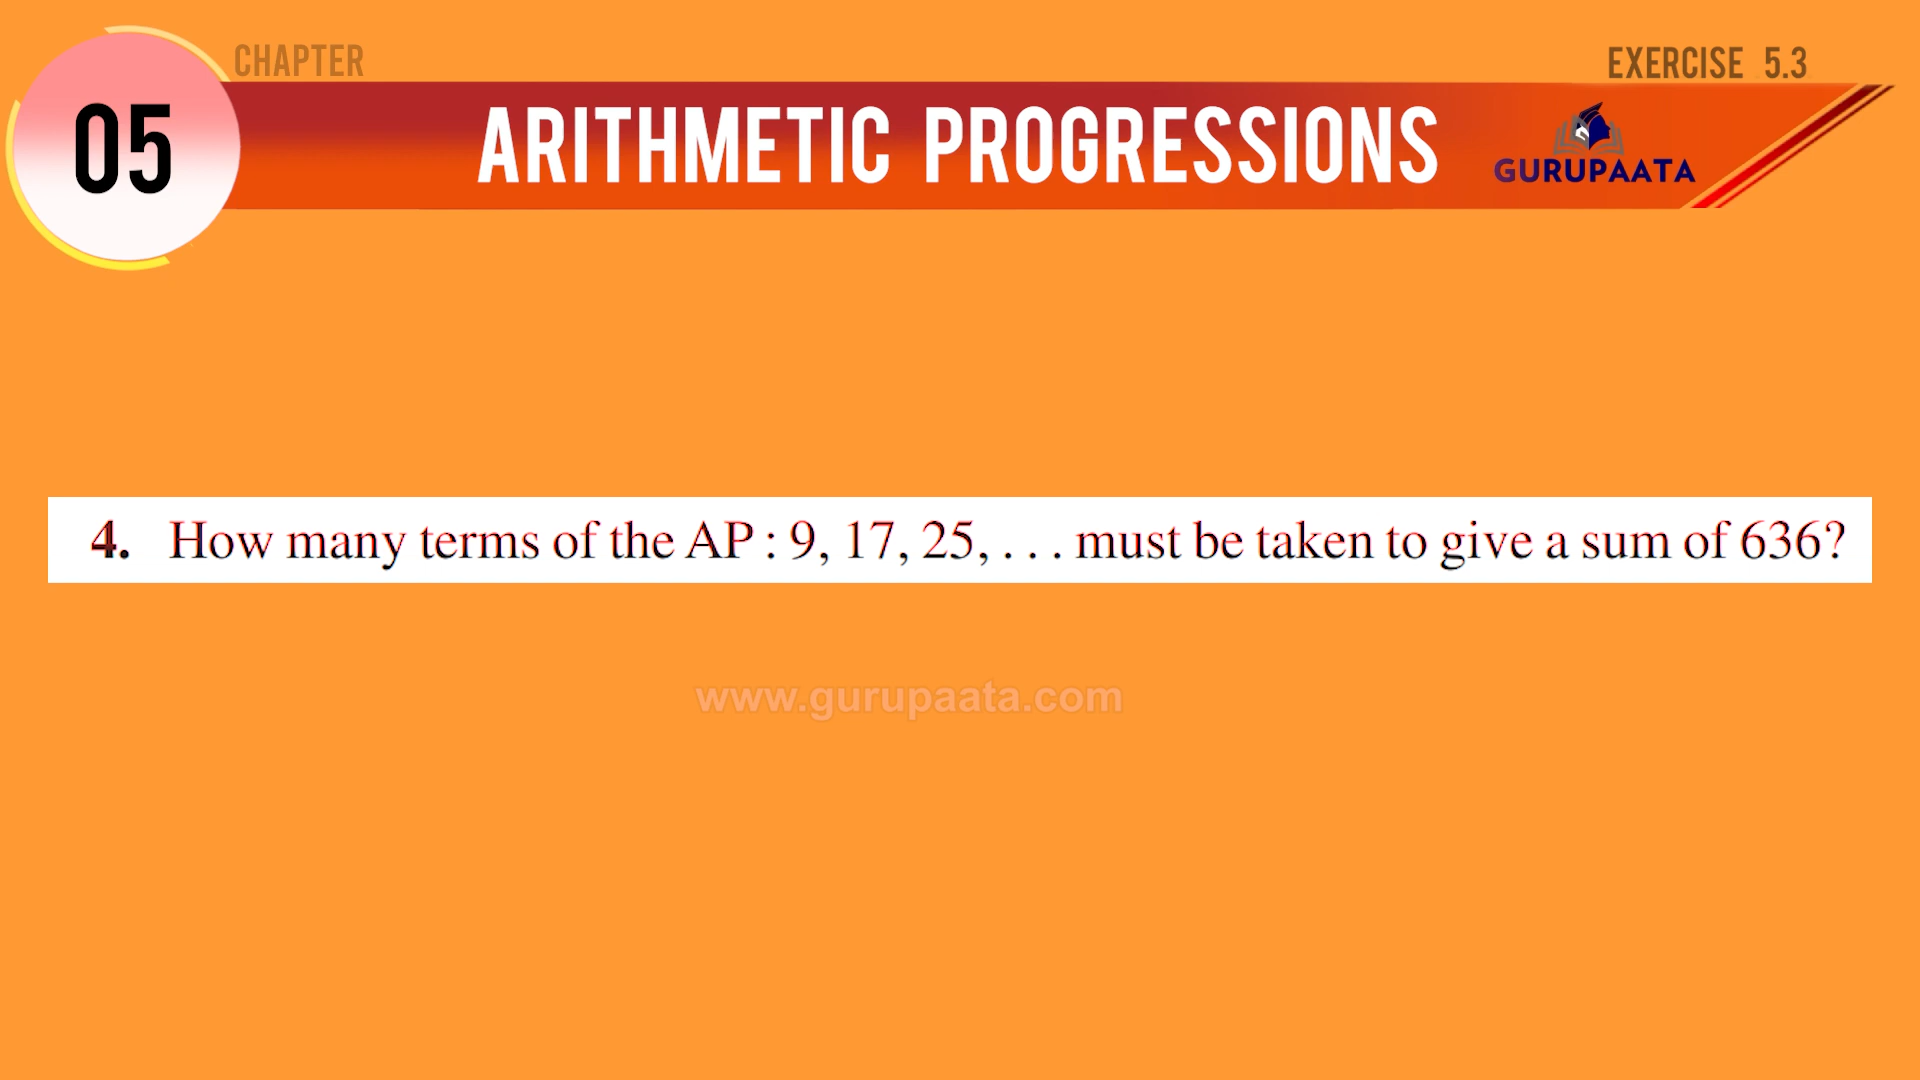 CHAPTER
EXERCISE 5.3
05
ARITHMETIC PROGRESSIONS
GURUPAATA
4. How many terms of the AP : 9, 17, 25, . . . must be taken to give a sum of 636?
www.gurupaata.com